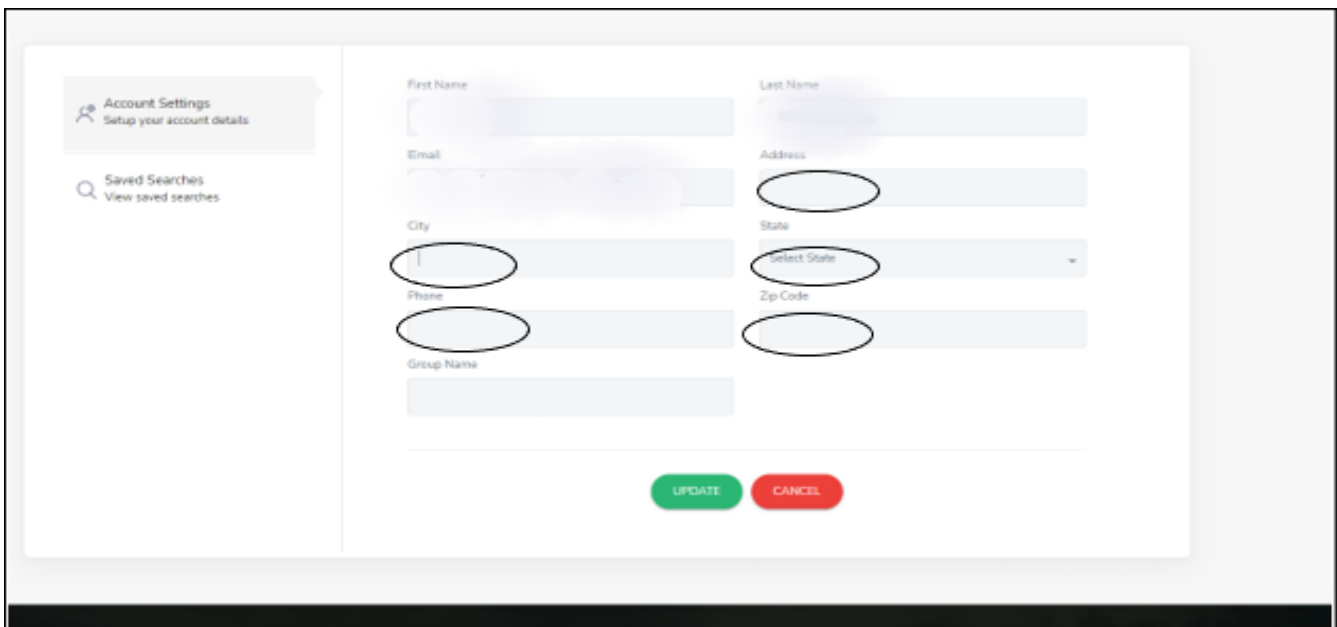 Account Settings
Setup your account details
Saved Searches
View saved searches
First Name
Last Name
Email
Address
City
State
Select State
Phone
Zip Code
Group Name
UPDATE
CANCEL